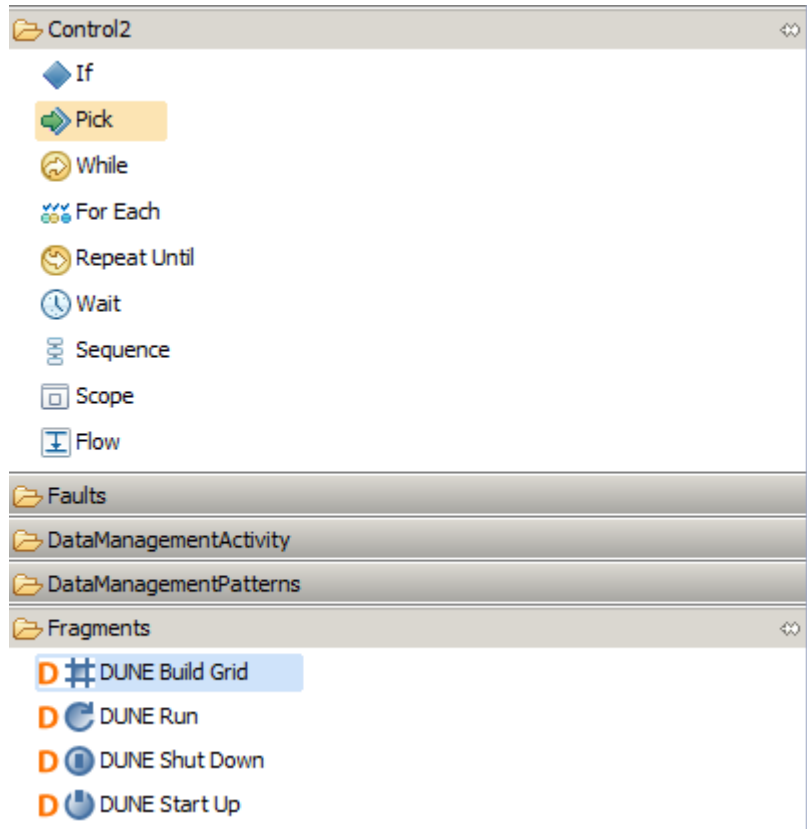 Control2
If
Pick
While
For Each
Repeat Until
Wait
Sequence
Scope
Flow
Faults
DataManagementActivity
DataManagementPatterns
Fragments
D DUNE Build Grid
D DUNE Run
D DUNE Shut Down
D DUNE Start Up